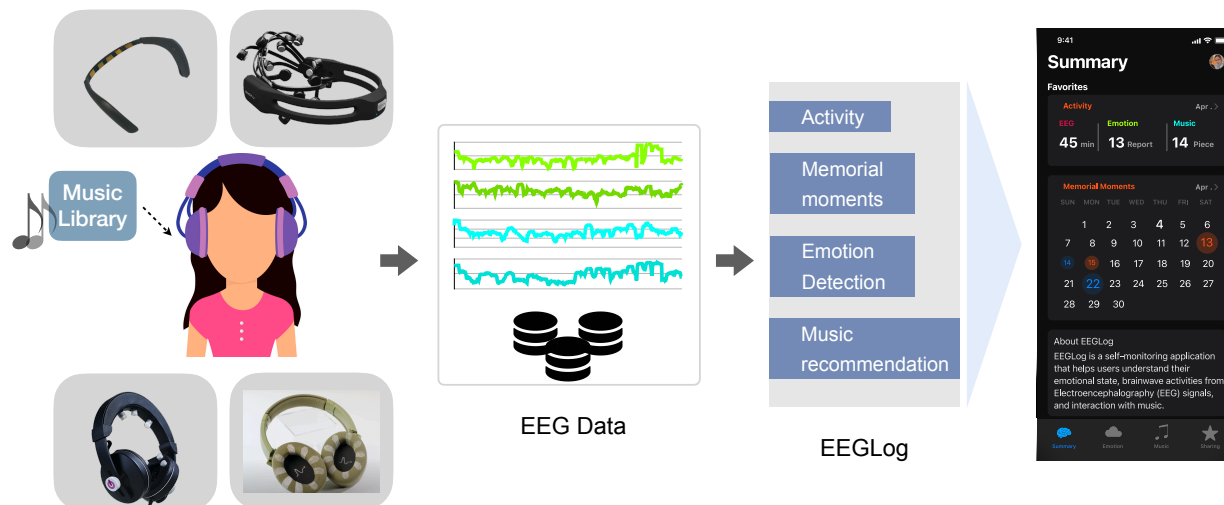 Music
Library
EEG Data
Activity
Memorial
moments
Emotion
Detection
Music
recommendation
EEGLog
9:41
Summary
Favorites
Activity
Apr .
EEG
Emotion
Music
45 min
13 Report
14 Piece
Memorial Moments
Apr .
SUN MON TUE WED THU FRI SAT
1 2 3 4 5 6
7 8 9 10 11 12 13
14 15 16 17 18 19 20
21 22 23 24 25 26 27
28 29 30
About EEGLog
EEGLog is a self-monitoring application
that helps users understand their
emotional state, brainwave activities from
Electroencephalography (EEG) signals,
and interaction with music.
Summary Emotion Music Sharing